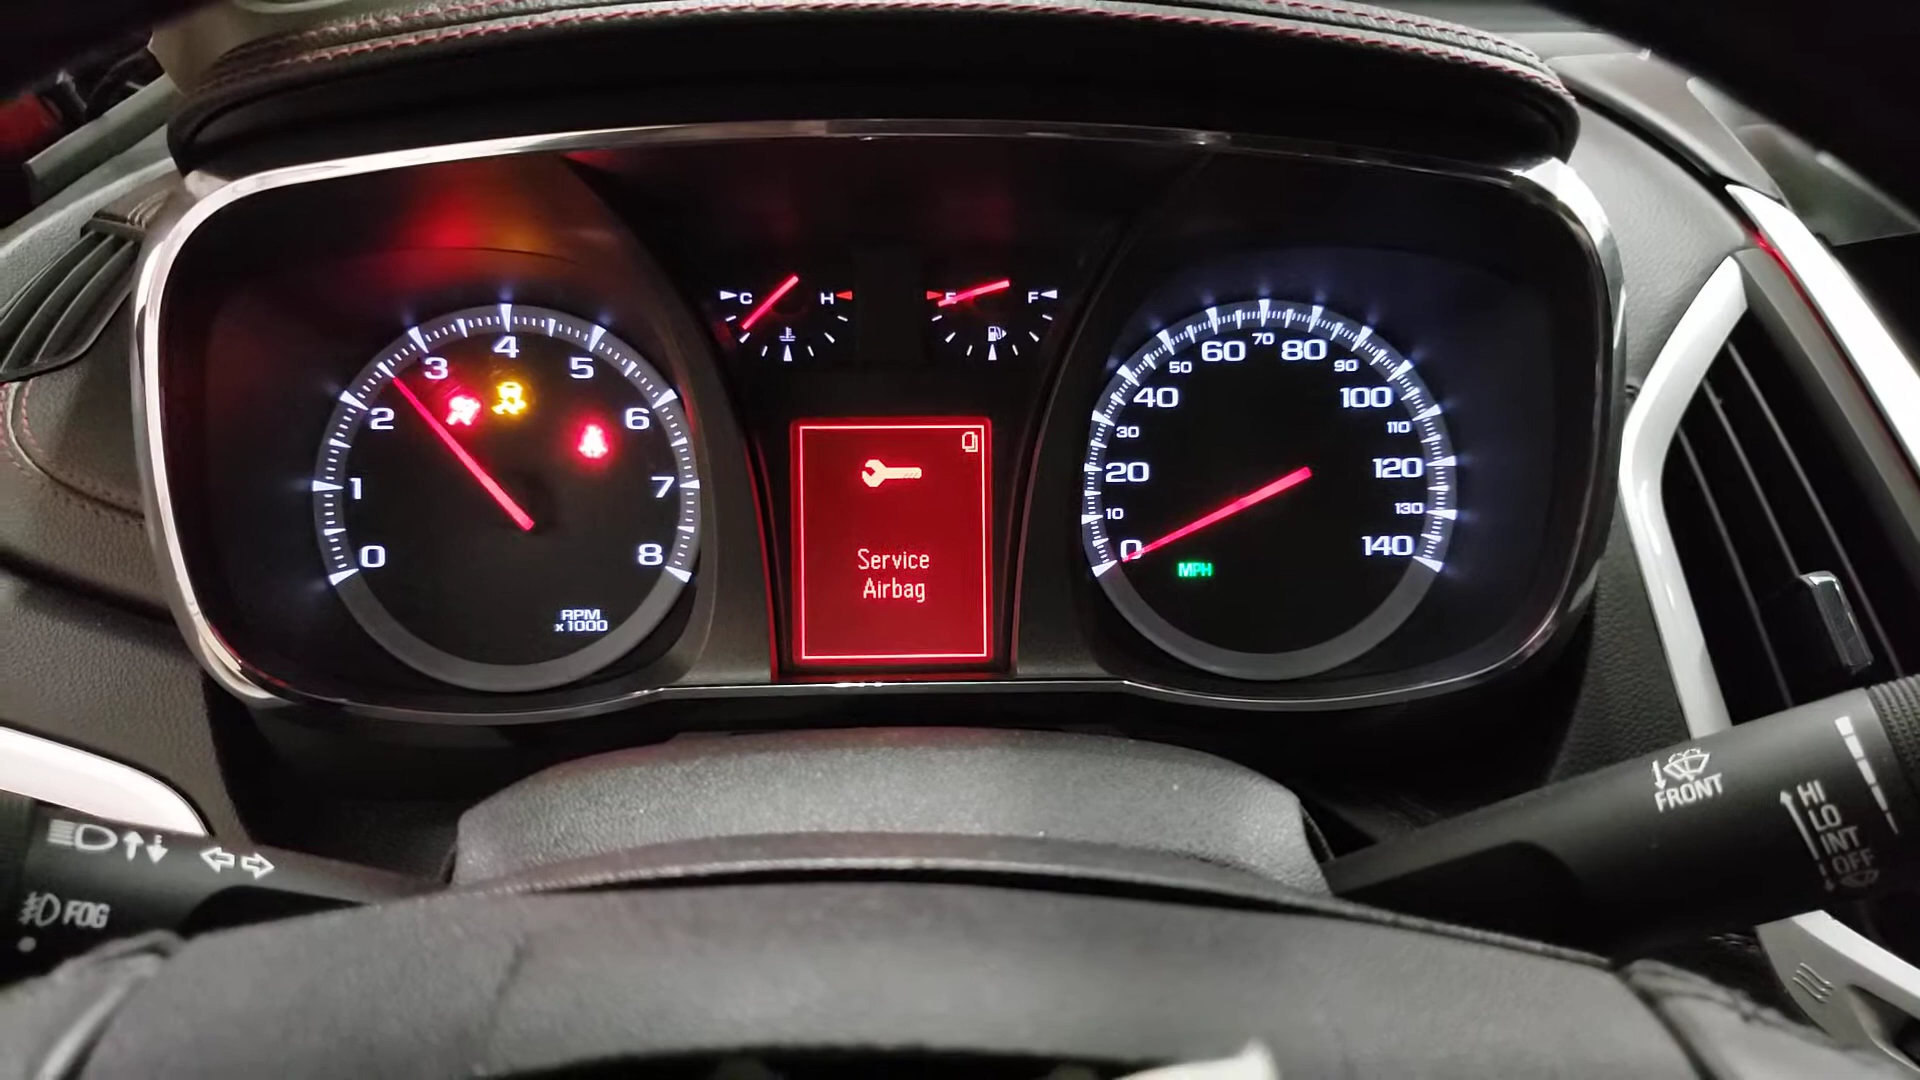 C H
E F
0 1 2 3 4 5 6 7 8
RPM
x1000
Service
Airbag
0 10 20 30 40 50 60 70 80 90 100 110 120 130 140
MPH
FRONT
HI
LO
INT
OFF
FOG